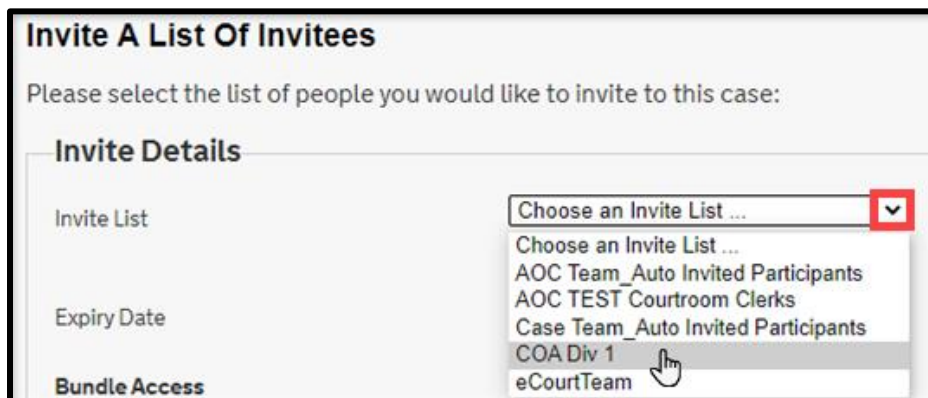 Invite A List Of Invitees
Please select the list of people you would like to invite to this case:
Invite Details
Invite List
Choose an Invite List ...
Choose an Invite List ...
AOC Team_Auto Invited Participants
AOC TEST Courtroom Clerks
Case Team_Auto Invited Participants
COA Div 1
eCourtTeam
Expiry Date
Bundle Access